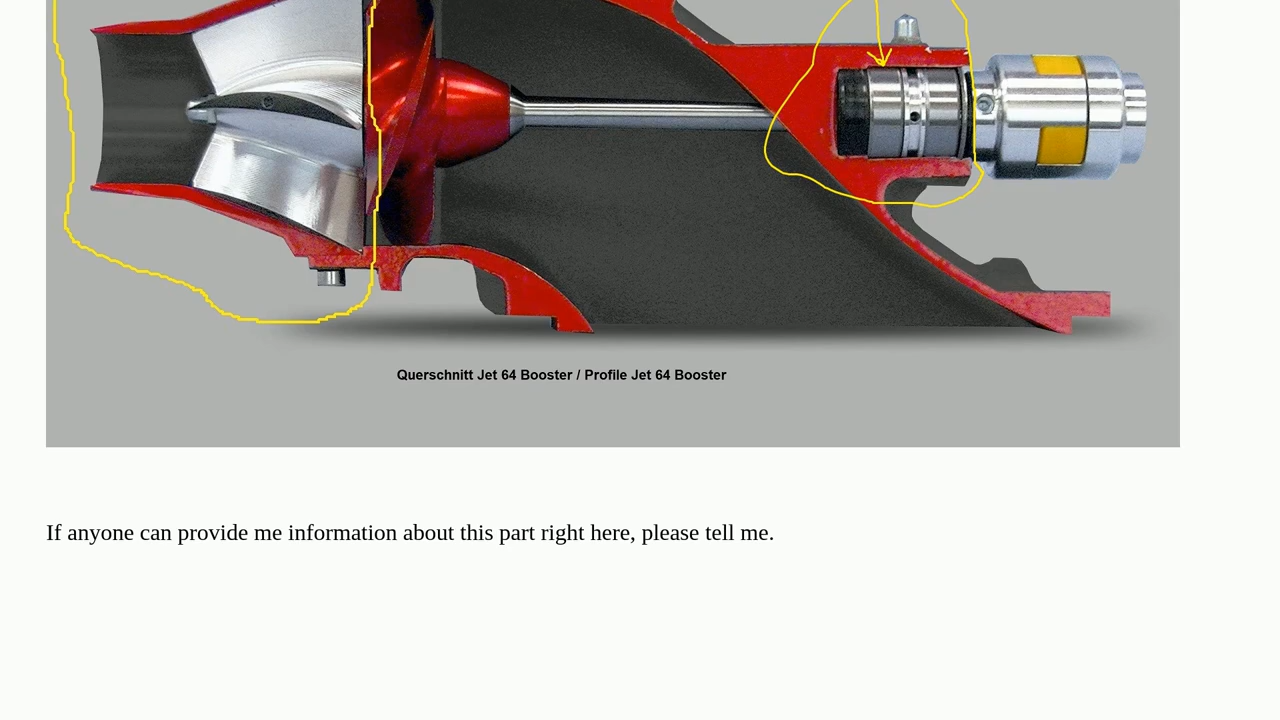 Querschnitt Jet 64 Booster / Profile Jet 64 Booster
If anyone can provide me information about this part right here, please tell me.